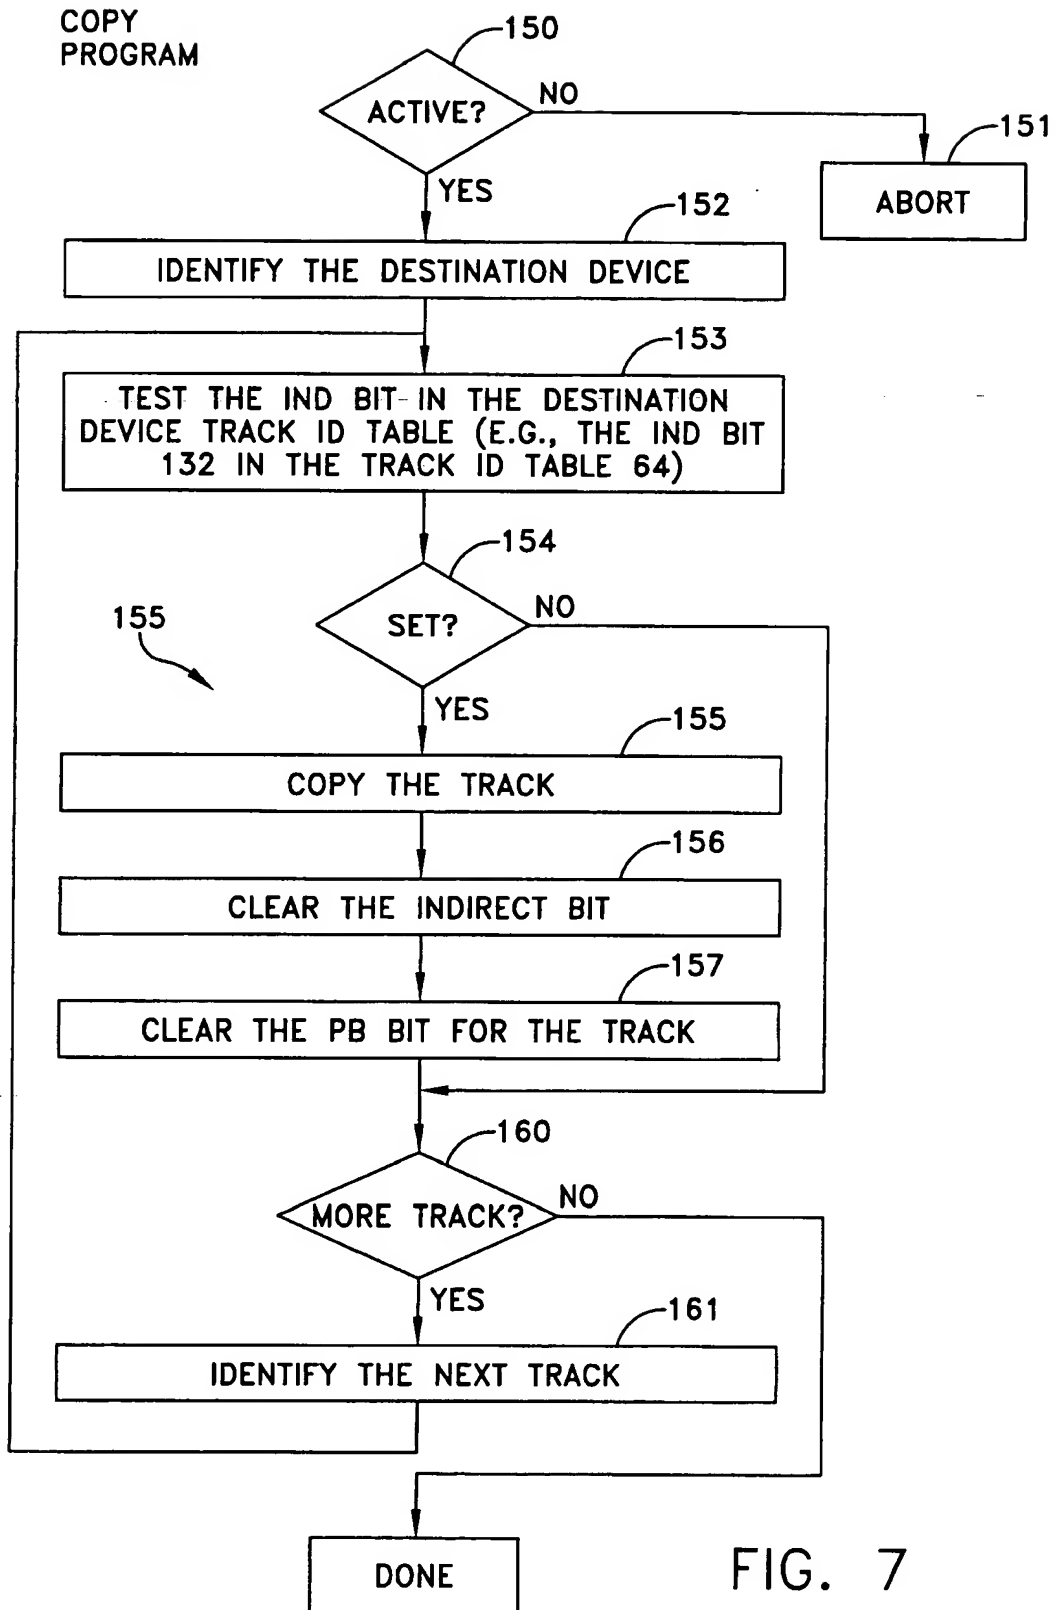 COPY
PROGRAM
150
ACTIVE?
NO
151
ABORT
YES
152
IDENTIFY THE DESTINATION DEVICE
153
TEST THE IND BIT IN THE DESTINATION
DEVICE TRACK ID TABLE (E.G., THE IND BIT
132 IN THE TRACK ID TABLE 64)
154
SET?
NO
155
YES
155
COPY THE TRACK
156
CLEAR THE INDIRECT BIT
157
CLEAR THE PB BIT FOR THE TRACK
160
MORE TRACK?
NO
YES
161
IDENTIFY THE NEXT TRACK
DONE
FIG. 7